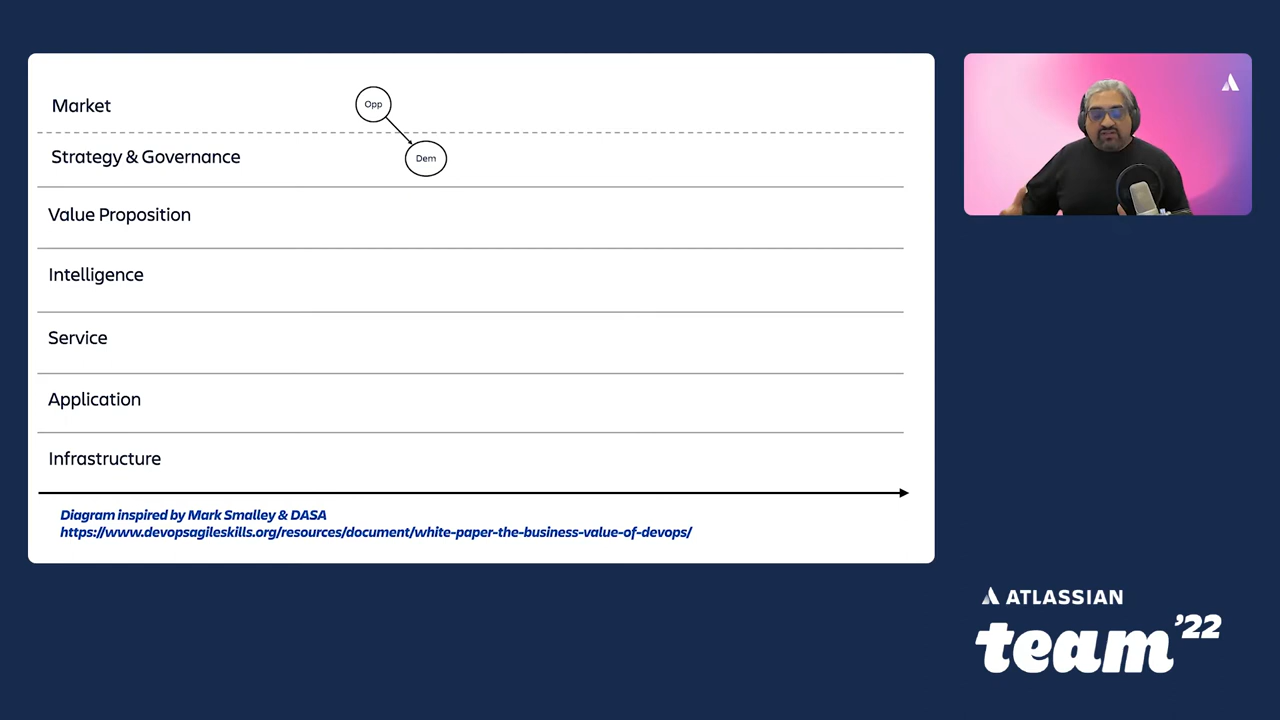 Market
Opp
Strategy & Governance
Dem
Value Proposition
Intelligence
Service
Application
Infrastructure
Diagram inspired by Mark Smalley & DASA
https://www.devopsagileskills.org/resources/document/white-paper-the-business-value-of-devops/
ATLASSIAN
team '22